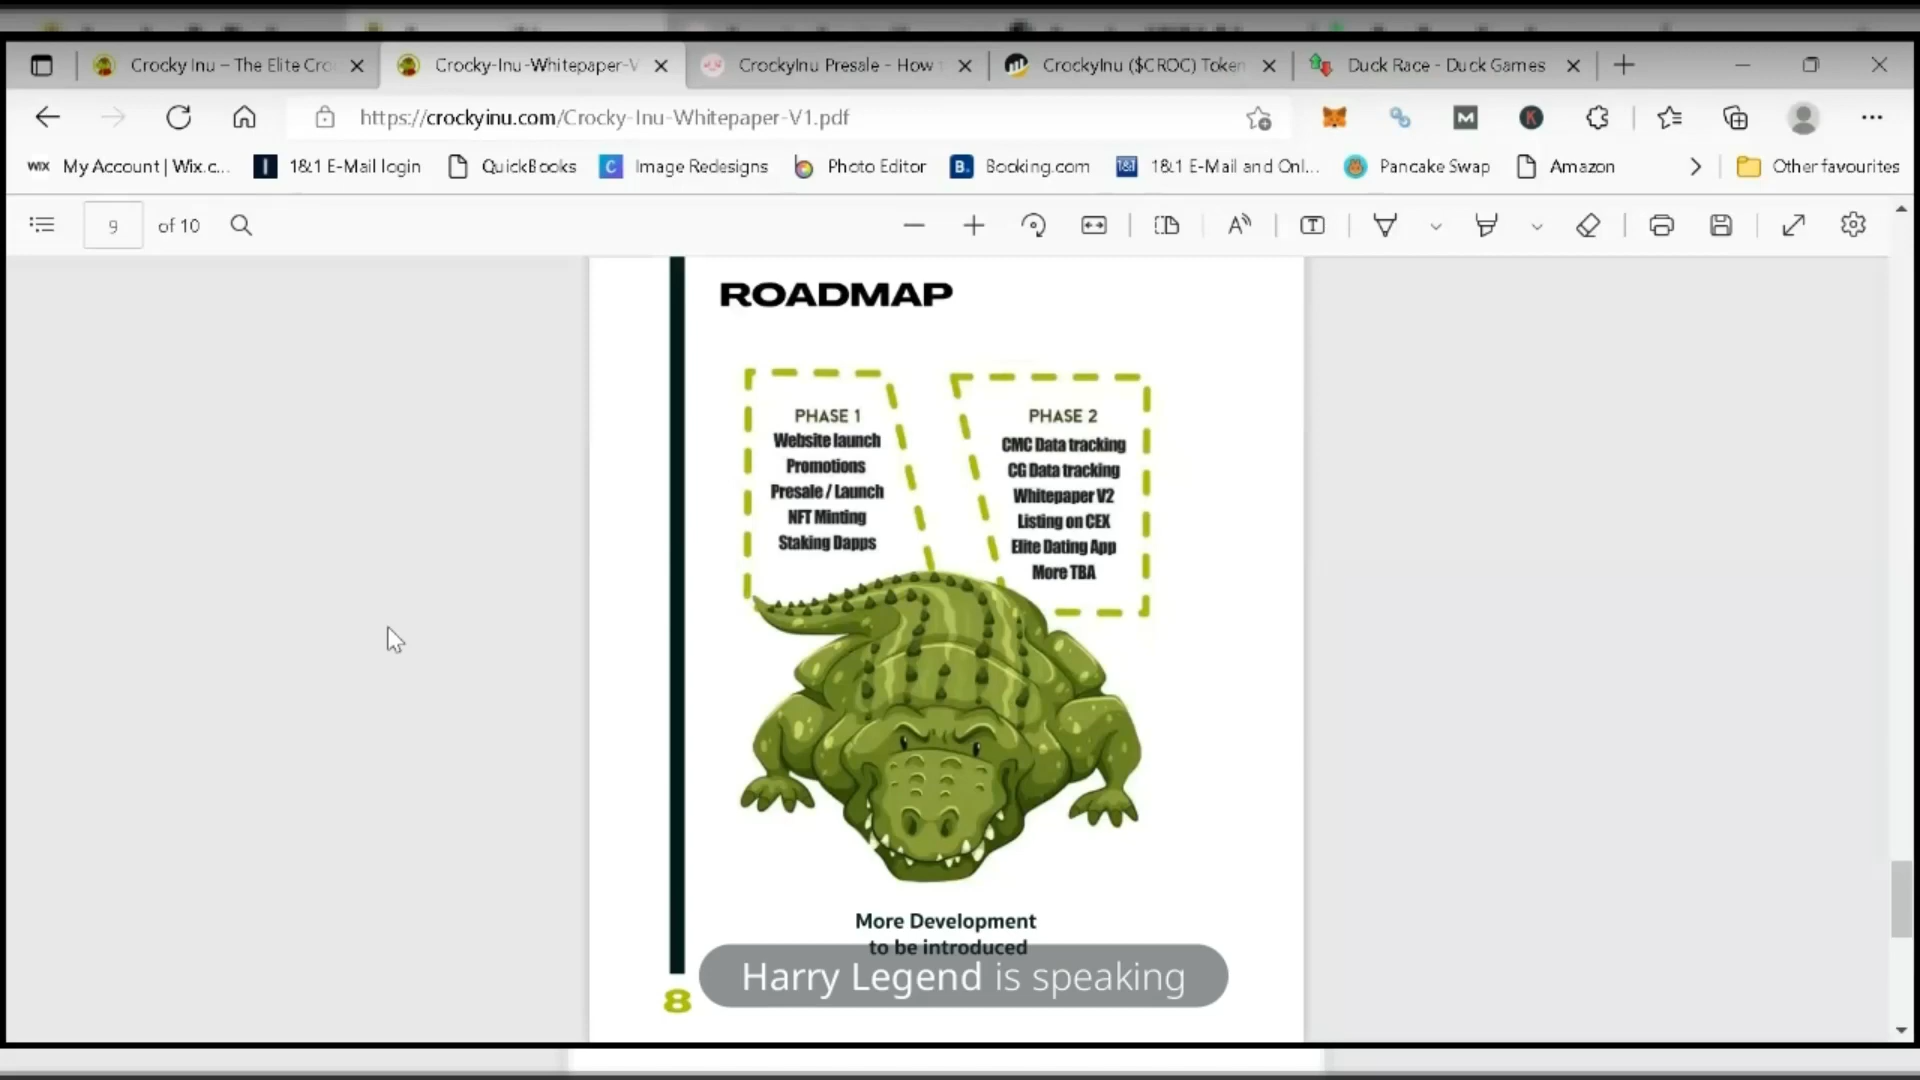 Crocky Inu – The Elite Cro
Crocky-Inu-Whitepaper-V
CrockyInu Presale - How t
CrockyInu ($CROC) Token
Duck Race - Duck Games
https://crockyinu.com/Crocky-Inu-Whitepaper-V1.pdf
WIX My Account | Wix.c...
1&1 E-Mail login
QuickBooks
C Image Redesigns
Photo Editor
B. Booking.com
1&1 1&1 E-Mail and Onl...
Pancake Swap
Amazon
Other favourites
9 of 10
ROADMAP
PHASE 1
Website launch
Promotions
Presale / Launch
NFT Minting
Staking Dapps
PHASE 2
CMC Data tracking
CG Data tracking
Whitepaper V2
Listing on CEX
Elite Dating App
More TBA
More Development
to be introduced
Harry Legend is speaking
8